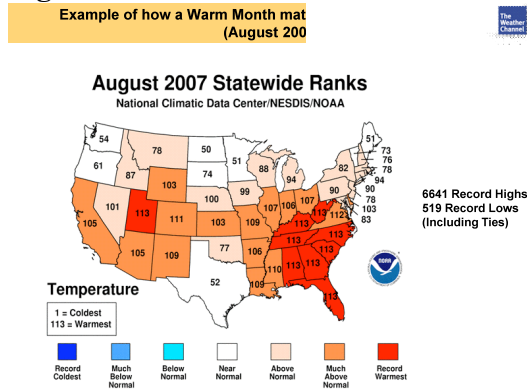 Example of how a Warm Month mat
(August 200
The
Weather
Channel
August 2007 Statewide Ranks
National Climatic Data Center/NESDIS/NOAA
54
78
50
51
51
73
76
78
94
90
78
103
83
61
87
103
74
88
94
82
90
99
100
105
101
113
111
103
109
107
106
107
113
112
105
109
77
106
113
113
113
113
52
109
110
113
113
113
113
6641 Record Highs
519 Record Lows
(Including Ties)
NOAA
Temperature
1 = Coldest
113 = Warmest
Record
Coldest
Much
Below
Normal
Below
Normal
Near
Normal
Above
Normal
Much
Above
Normal
Record
Warmest